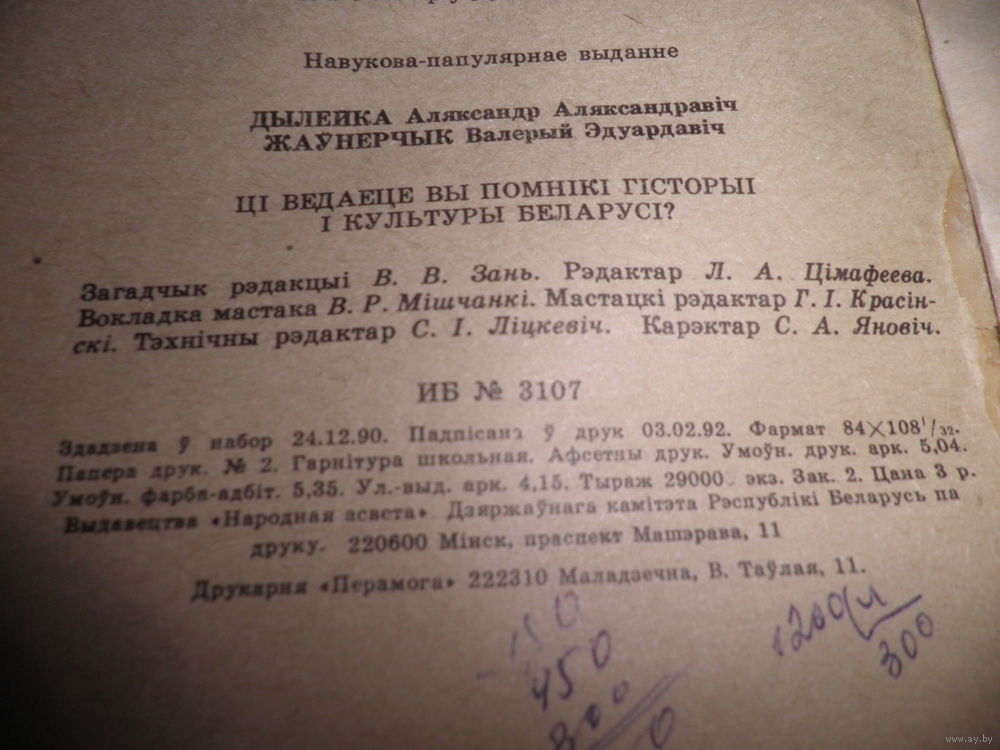 Навукова-папулярнае выданне
ДЫЛЕЙКА Аляксандр Аляксандравіч
ЖАЎНЕРЧЫК Валерый Эдуардавіч
ЦІ ВЕДАЕЦЕ ВЫ ПОМНІКІ ГІСТОРЫІ
І КУЛЬТУРЫ БЕЛАРУСІ?
Загадчык рэдакцыі В. В. Зань. Рэдактар Л. А. Цімафеева.
Вокладка мастака В. Р. Мішчанкі. Мастацкі рэдактар Г. І. Красін-
скі. Тэхнічны рэдактар С. І. Ліцкевіч. Карэктар С. А. Яновіч.
ИБ № 3107
Здадзена ў набор 24.12.90. Падпісана ў друк 03.02.92. Фармат 84×108¹/₃₂.
Папера друк. № 2. Гарнітура школьная. Афсетны друк. Умоўн. друк. арк. 5,04.
Умоўн. фарба-адбіт. 5,35. Ул.-выд. арк. 4,15. Тыраж 29000 экз. Зак. 2. Цана 3 р.
Выдавецтва «Народная асвета» Дзяржаўнага камітэта Рэспублікі Беларусь па
друку. 220600 Мінск, праспект Машэрава, 11
Друкарня «Перамога» 222310 Маладзечна, В. Таўлая, 11.
450
300
300
www.ay.by